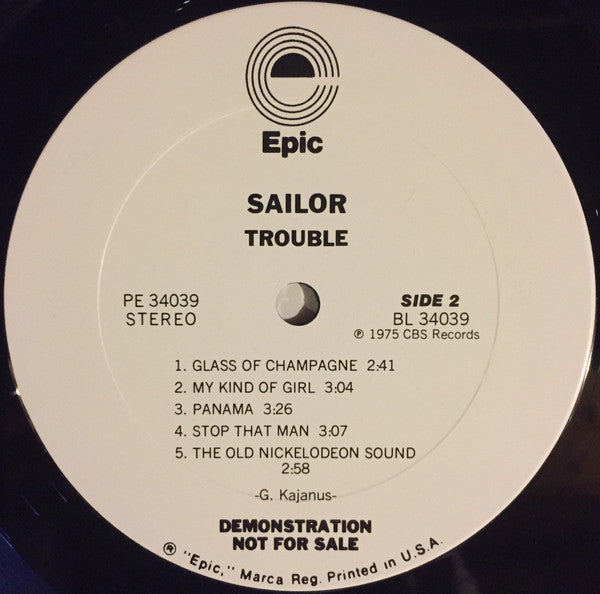 Epic
SAILOR
TROUBLE
PE 34039
STEREO
SIDE 2
BL 34039
℗ 1975 CBS Records
1. GLASS OF CHAMPAGNE 2:41
2. MY KIND OF GIRL 3:04
3. PANAMA 3:26
4. STOP THAT MAN 3:07
5. THE OLD NICKELODEON SOUND
2:58
-G. Kajanus-
DEMONSTRATION
NOT FOR SALE
® "Epic," Marca Reg. Printed in U.S.A.